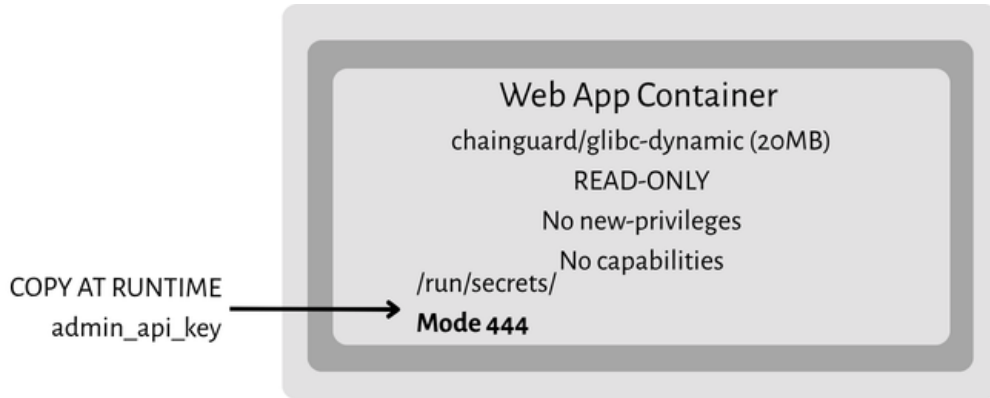 Web App Container
chainguard/glibc-dynamic (20MB)
READ-ONLY
No new-privileges
No capabilities
/run/secrets/
Mode 444
COPY AT RUNTIME
admin_api_key